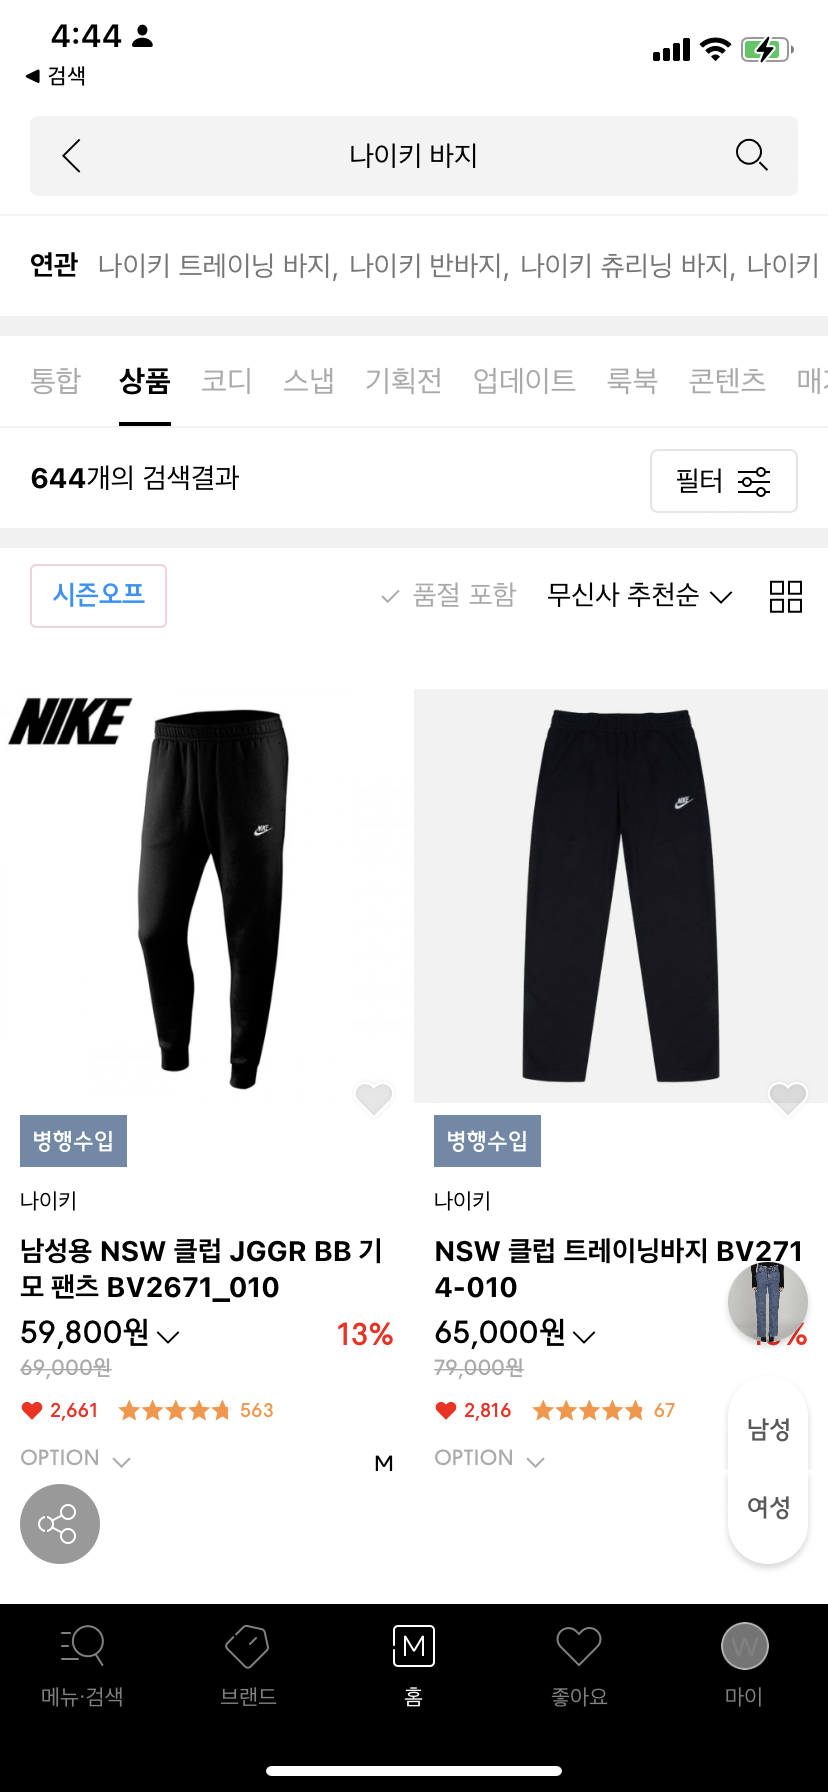 4:44
검색
나이키 바지
연관 나이키 트레이닝 바지, 나이키 반바지, 나이키 츄리닝 바지, 나이키
통합 상품 코디 스냅 기획전 업데이트 룩북 콘텐츠
644개의 검색결과
필터
시즌오프
품절 포함 무신사 추천순
NIKE
병행수입
나이키
남성용 NSW 클럽 JGGR BB 기
모 팬츠 BV2671_010
59,800원 13%
69,000원
2,661 563
OPTION M
병행수입
나이키
NSW 클럽 트레이닝바지 BV271
4-010
65,000원
79,000원
2,816 67
OPTION
남성
여성
메뉴·검색 브랜드 M 홈 좋아요 W 마이